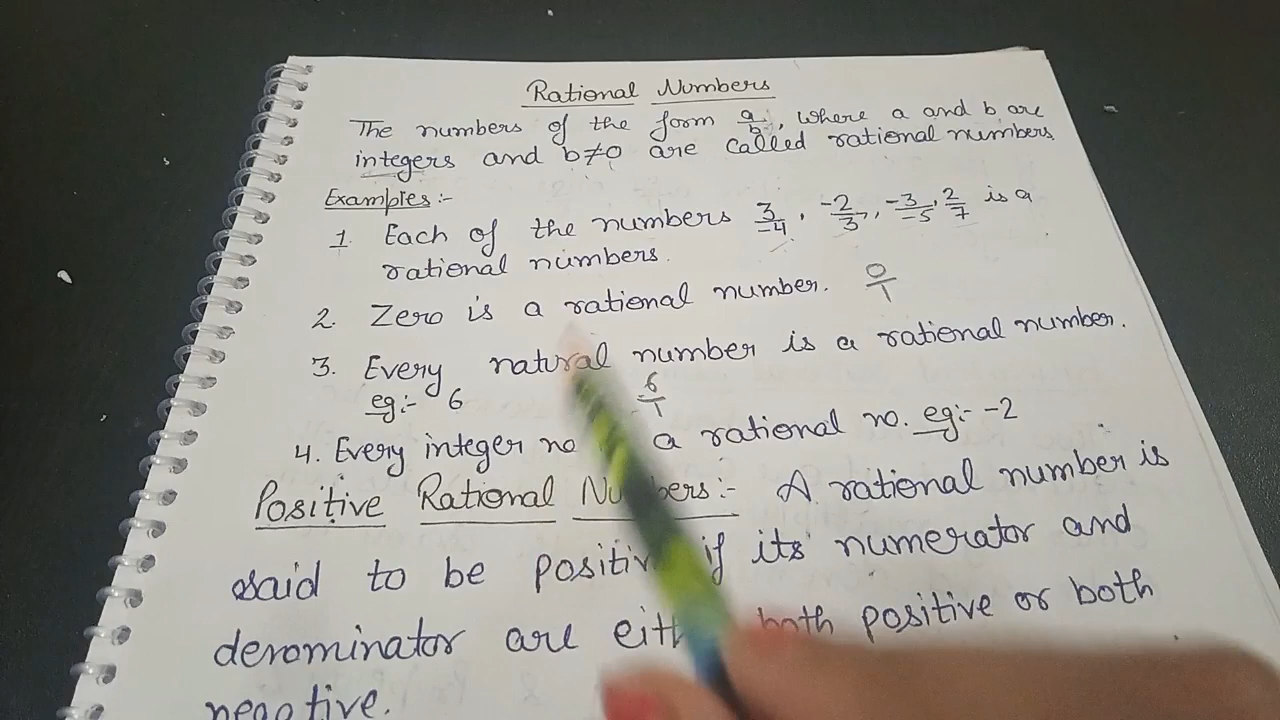 Rational Numbers
The numbers of the form a/b, where a and b are
integers and b≠0 are called rational numbers
Examples :-
1. Each of the numbers 3/-4, -2/3, -3/-5, 2/7 is a
rational numbers.
2. Zero is a rational number. 0/1
3. Every natural number is a rational number.
eg:- 6 6/1
4. Every integer no a rational no. eg:- -2
Positive Rational Numbers:- A rational number is
said to be positive if its numerator and
denominator are either both positive or both
negative.